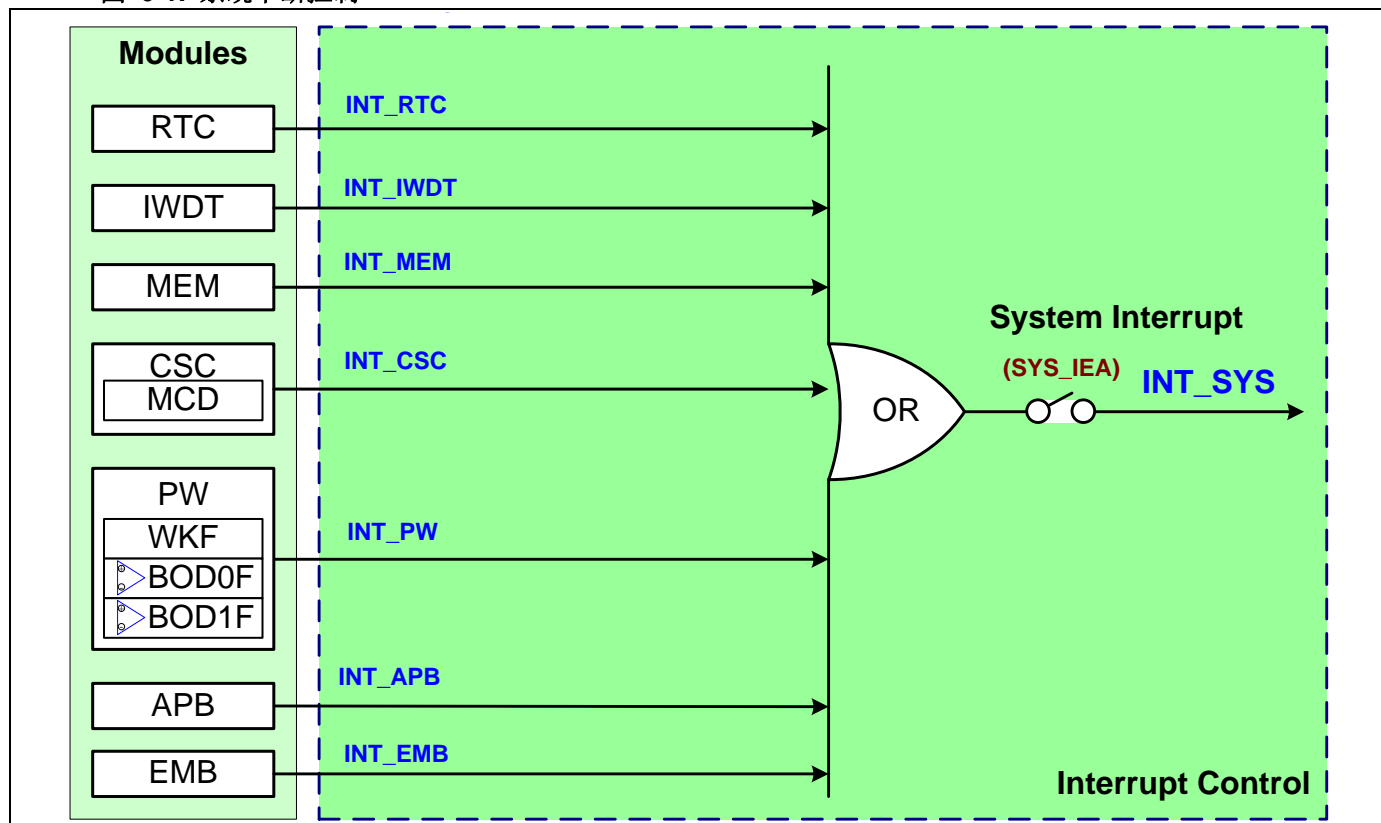 Modules
RTC
IWDT
MEM
CSC
MCD
PW
WKF
BOD0F
BOD1F
APB
EMB
INT_RTC
INT_IWDT
INT_MEM
INT_CSC
INT_PW
INT_APB
INT_EMB
OR
System Interrupt
(SYS_IEA)
INT_SYS
Interrupt Control